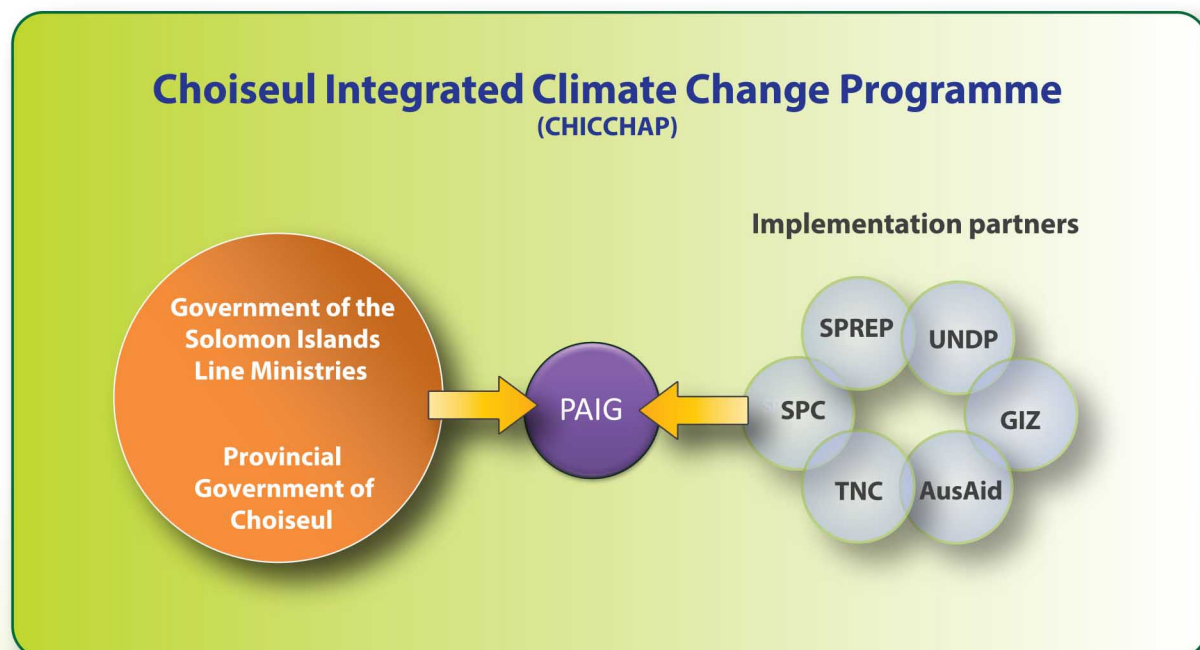 Choiseul Integrated Climate Change Programme
(CHICCHAP)
Implementation partners
Government of the
Solomon Islands
Line Ministries
Provincial
Government of
Choiseul
PAIG
SPREP
UNDP
SPC
GIZ
TNC
AusAid